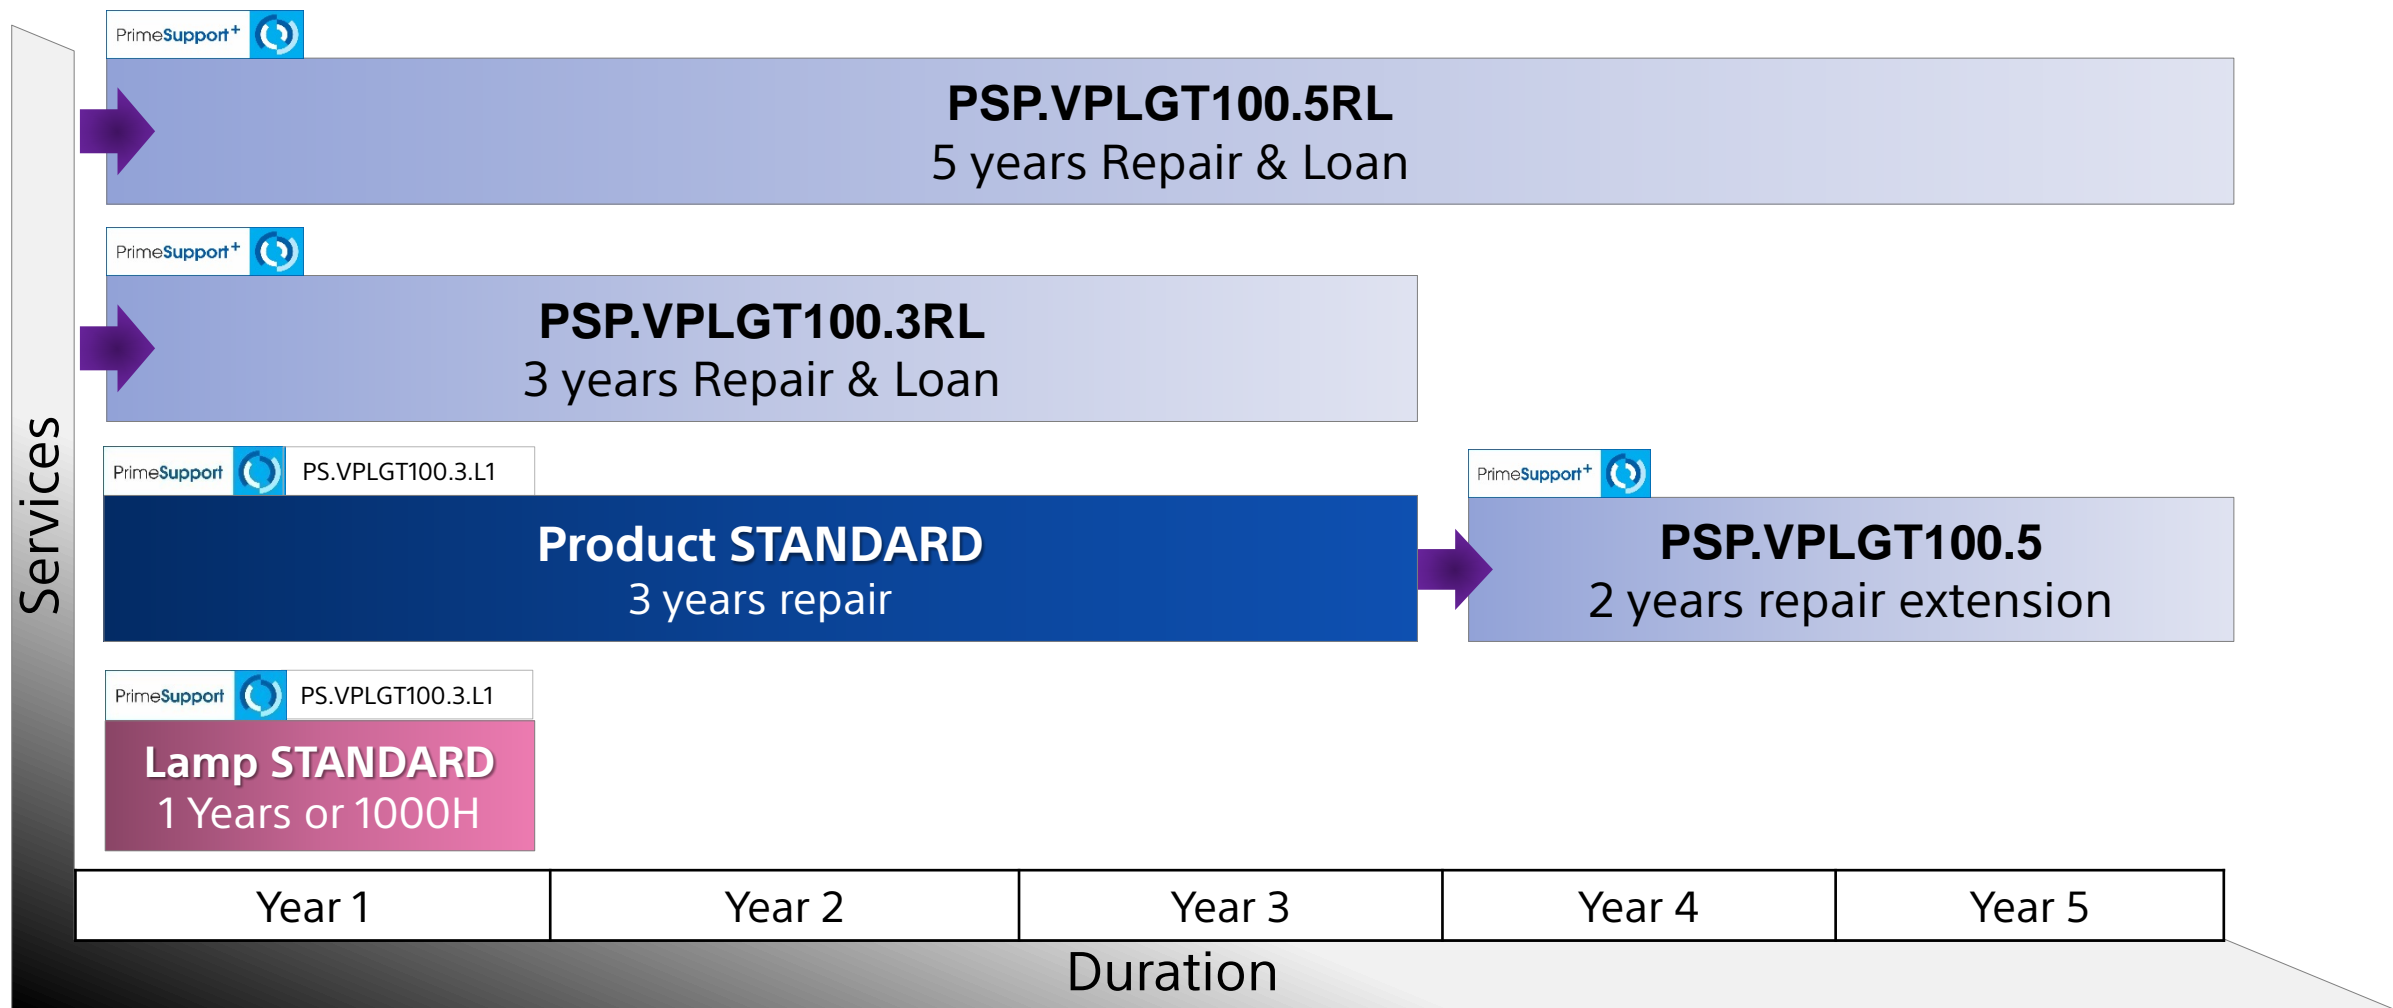 PrimeSupport+
PSP.VPLGT100.5RL
5 years Repair & Loan
PrimeSupport+
PSP.VPLGT100.3RL
3 years Repair & Loan
Services
PrimeSupport PS.VPLGT100.3.L1
Product STANDARD
3 years repair
PrimeSupport+
PSP.VPLGT100.5
2 years repair extension
PrimeSupport PS.VPLGT100.3.L1
Lamp STANDARD
1 Years or 1000H
Year 1 Year 2 Year 3 Year 4 Year 5
Duration